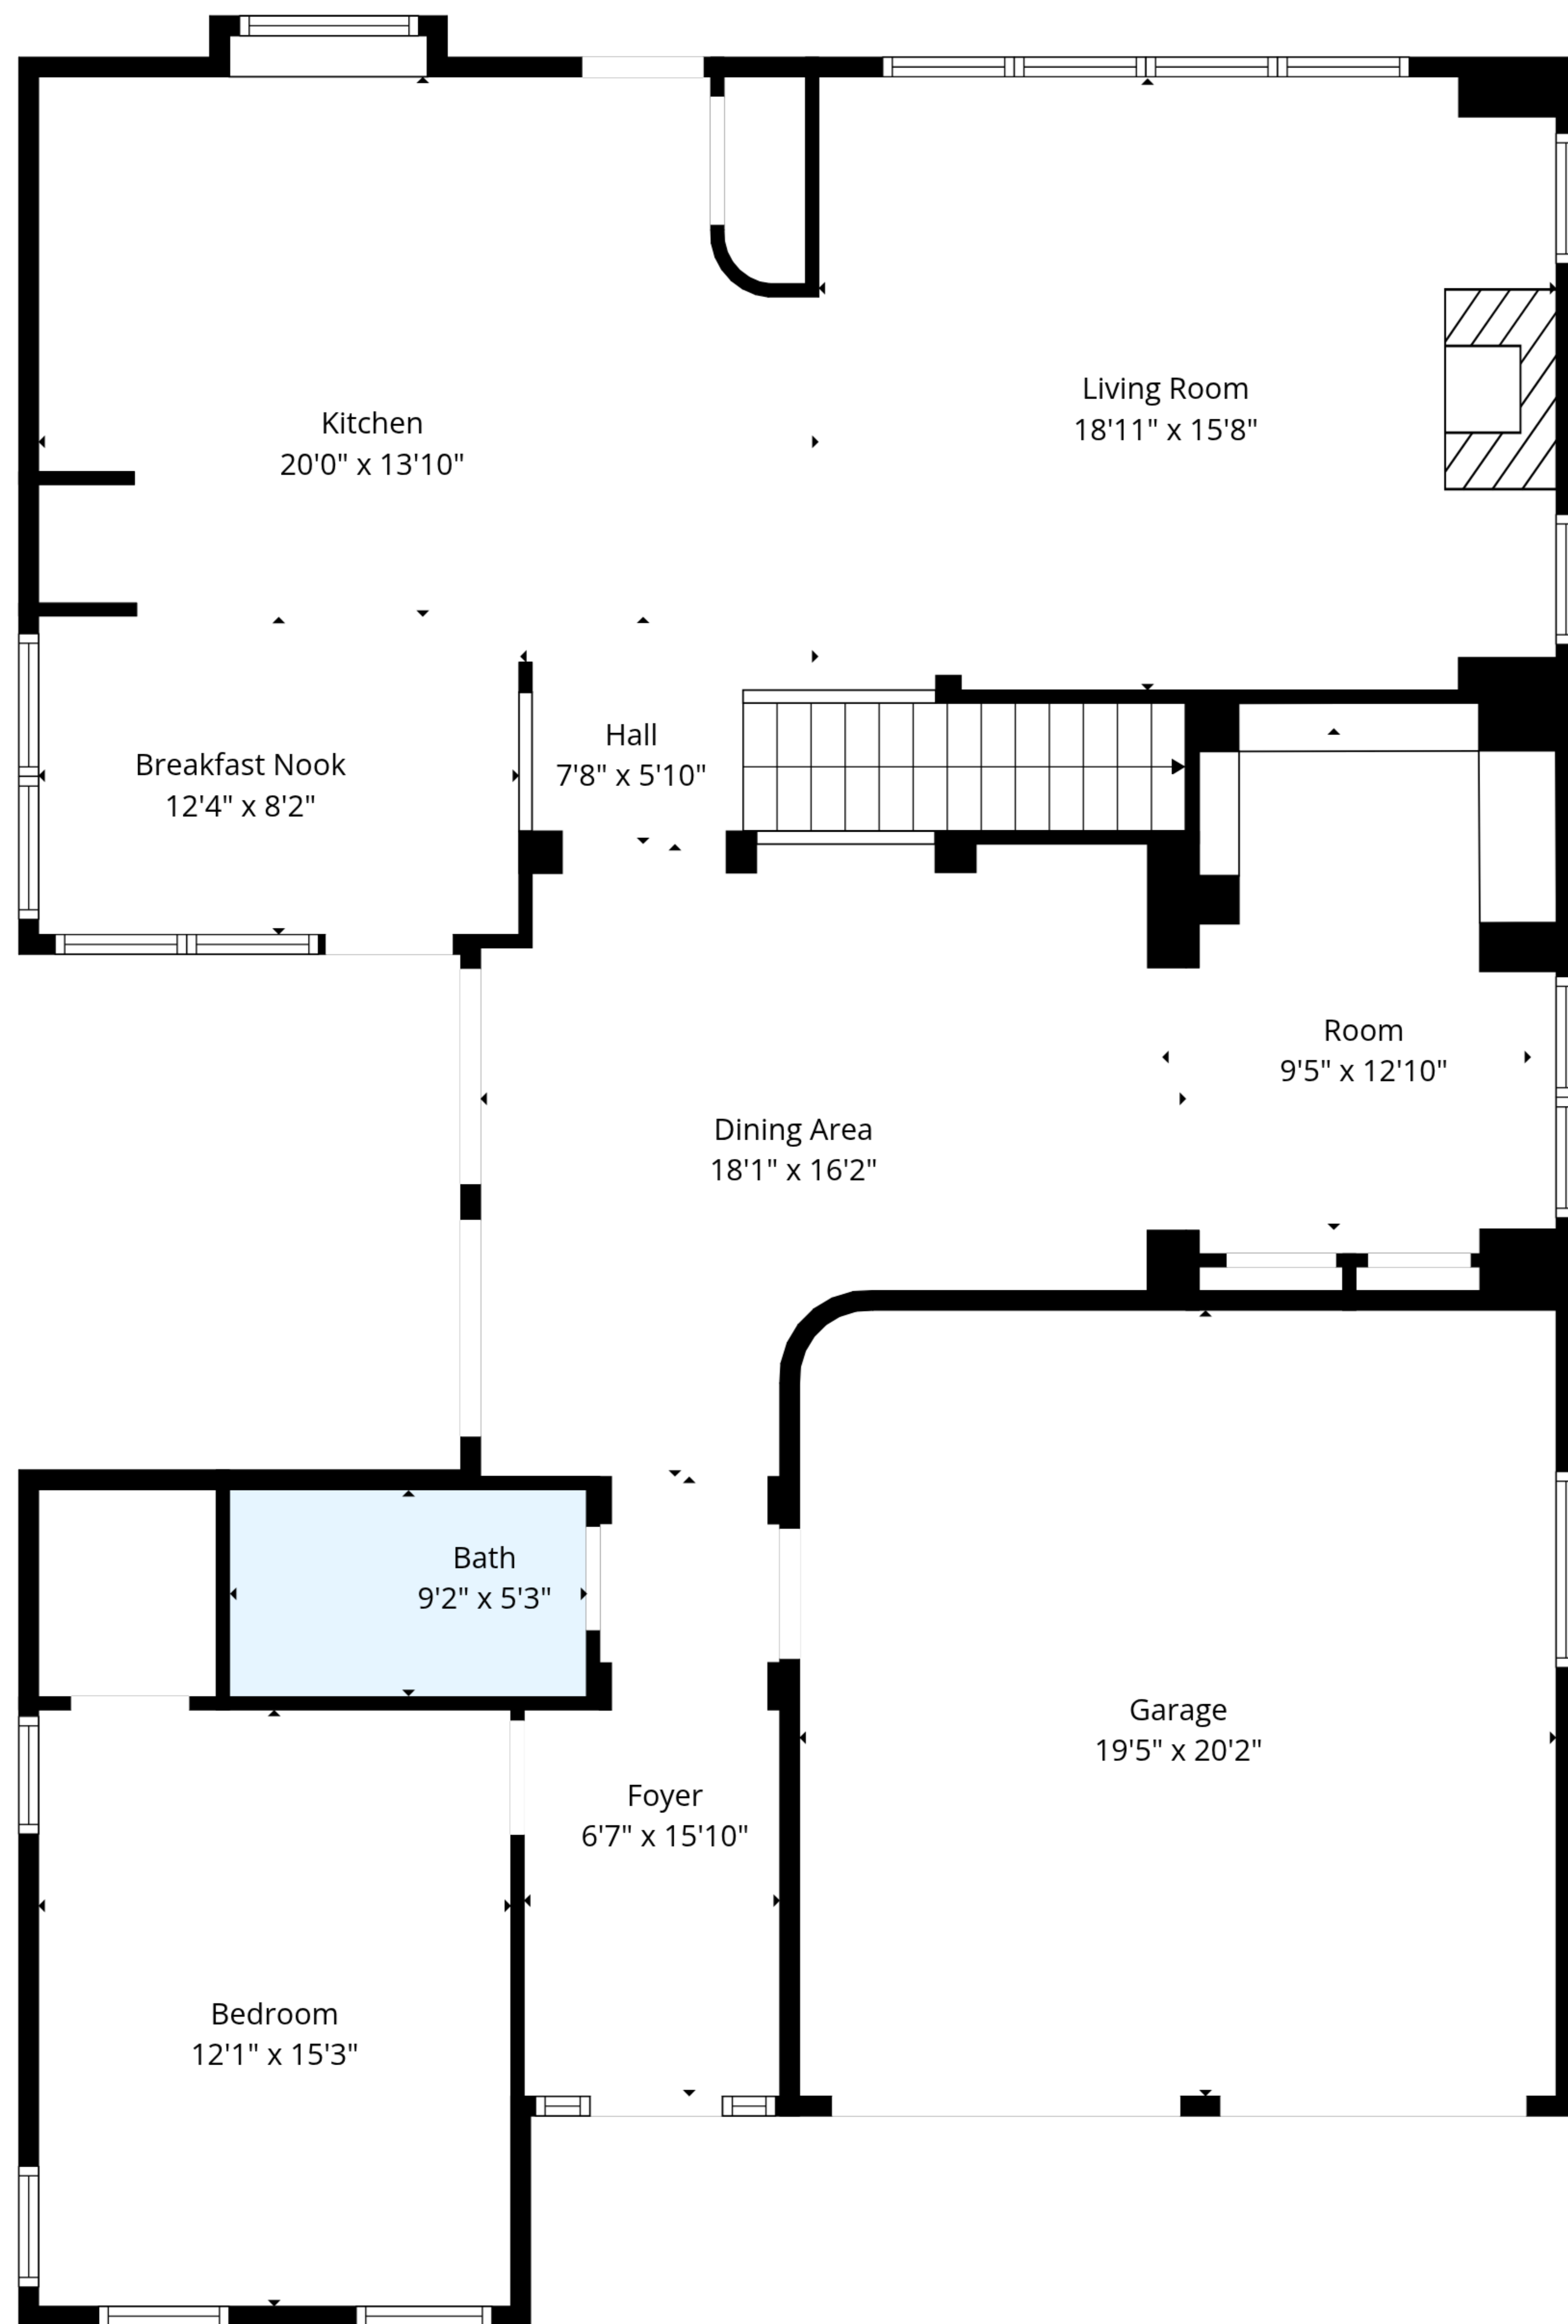 Living Room
18'11" x 15'8"
Kitchen
20'0" x 13'10"
Hall
7'8" x 5'10"
Breakfast Nook
12'4" x 8'2"
Room
9'5" x 12'10"
Dining Area
18'1" x 16'2"
Bath
9'2" x 5'3"
Garage
19'5" x 20'2"
Foyer
6'7" x 15'10"
Bedroom
12'1" x 15'3"